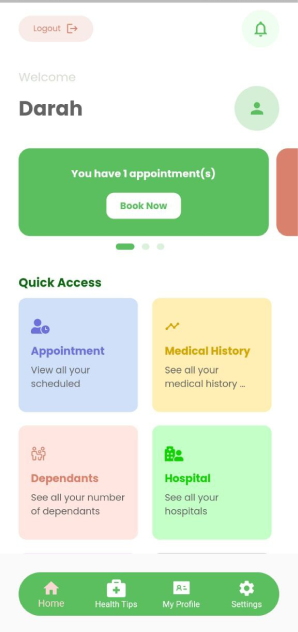 Logout
Welcome
Darah
You have 1 appointment(s)
Book Now
Quick Access
Appointment
View all your
scheduled
Medical History
See all your
medical history ...
Dependants
See all your number
of dependants
Hospital
See all your
hospitals
Home
Health Tips
My Profile
Settings